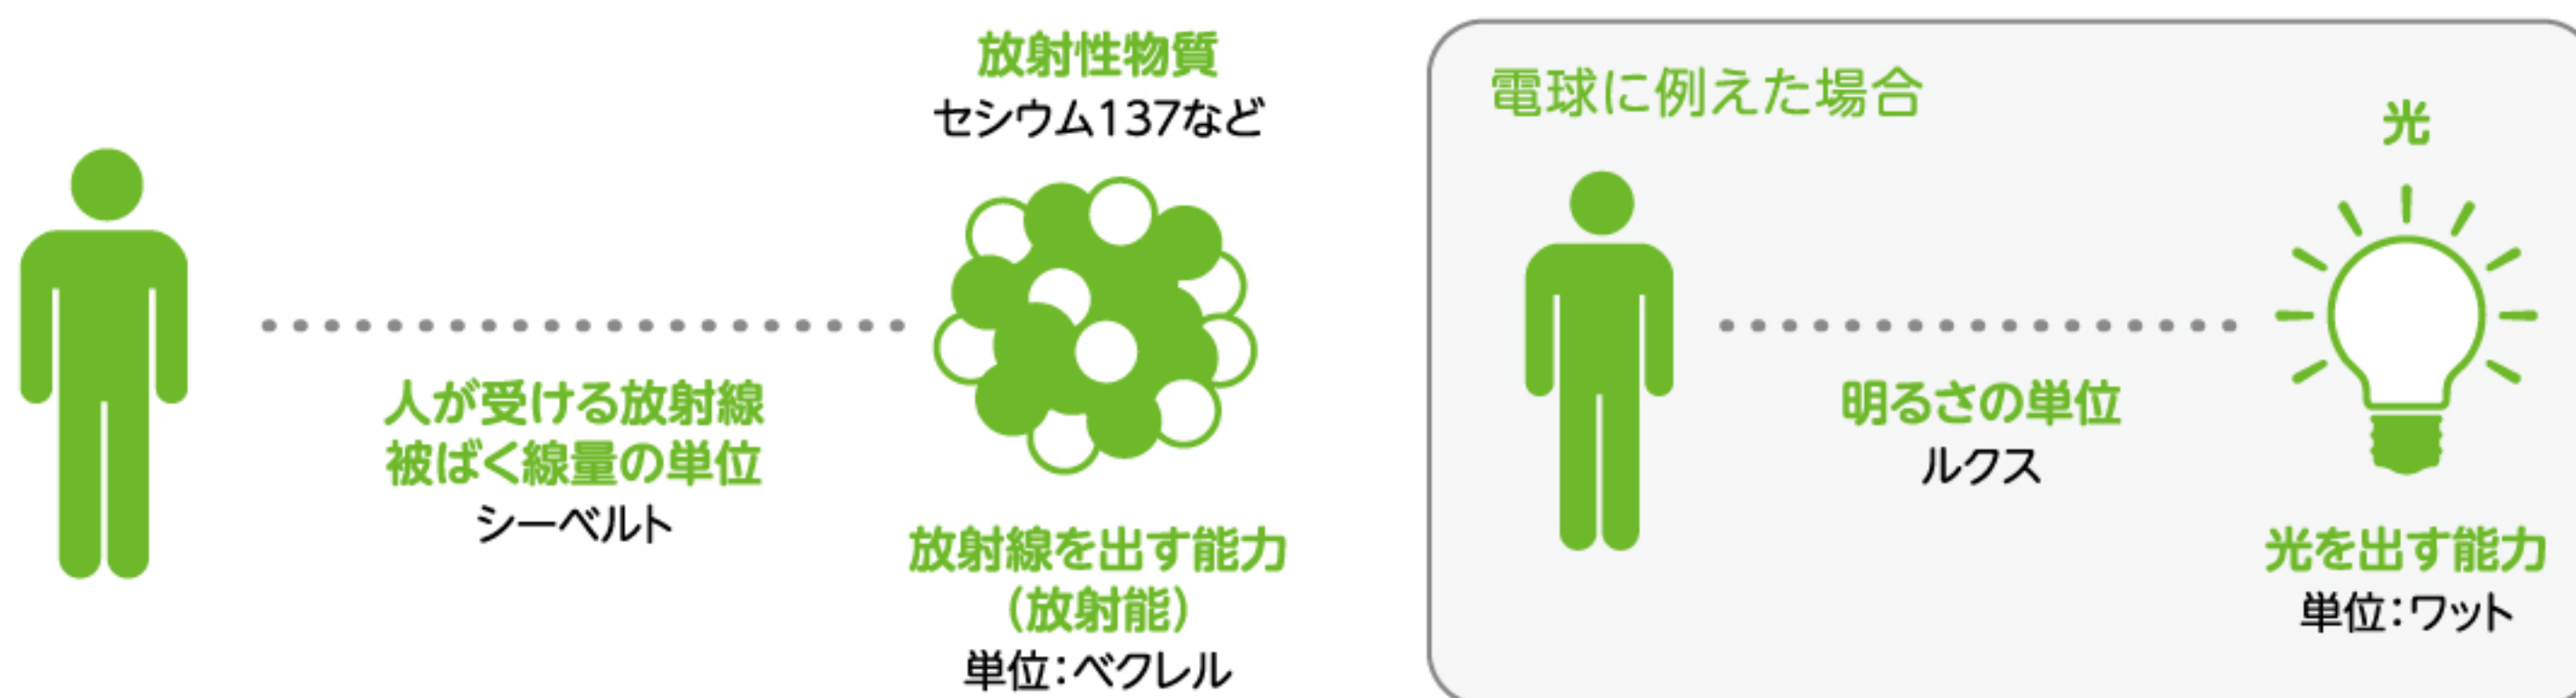 放射性物質
セシウム137など
人が受ける放射線
被ばく線量の単位
シーベルト
放射線を出す能力
(放射能)
単位:ベクレル
電球に例えた場合
光
明るさの単位
ルクス
光を出す能力
単位:ワット